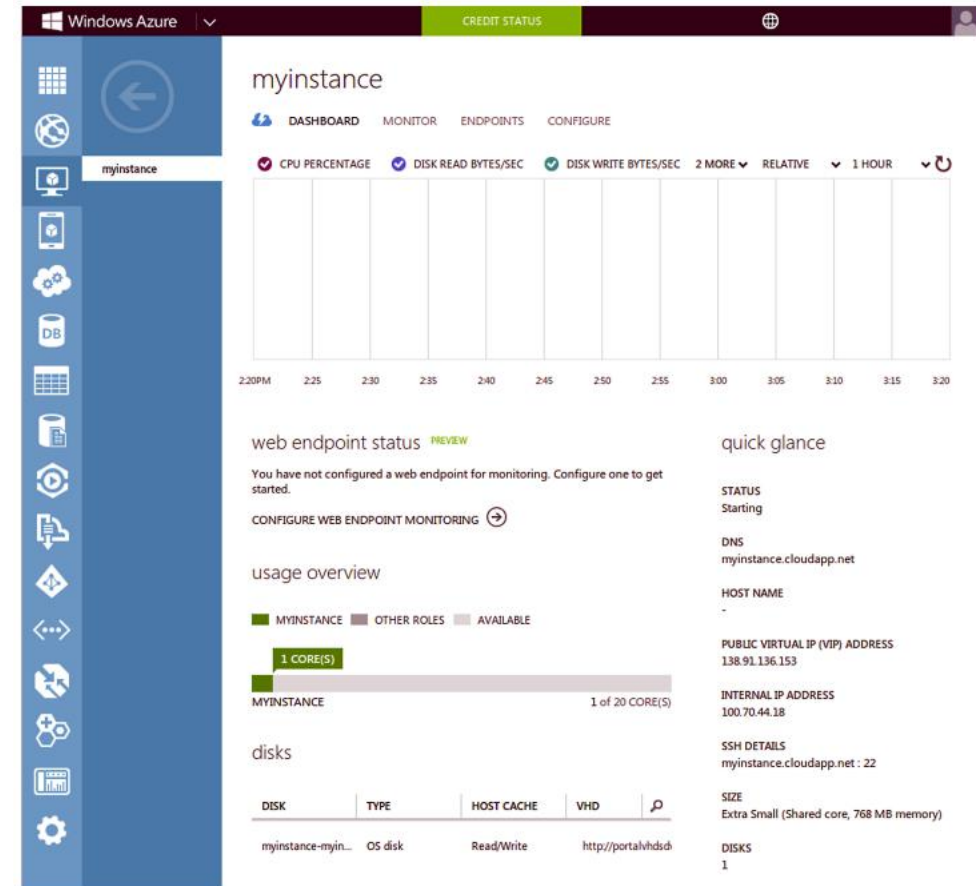 Windows Azure
CREDIT STATUS
myinstance
myinstance
DASHBOARD MONITOR ENDPOINTS CONFIGURE
CPU PERCENTAGE DISK READ BYTES/SEC DISK WRITE BYTES/SEC 2 MORE RELATIVE 1 HOUR
2:20PM 2:25 2:30 2:35 2:40 2:45 2:50 2:55 3:00 3:05 3:10 3:15 3:20
DB
web endpoint status PREVIEW
You have not configured a web endpoint for monitoring. Configure one to get
started.
CONFIGURE WEB ENDPOINT MONITORING
usage overview
MYINSTANCE OTHER ROLES AVAILABLE
1 CORE(S)
MYINSTANCE 1 of 20 CORE(S)
disks
DISK TYPE HOST CACHE VHD
myinstance-myin... OS disk Read/Write http://portalvhdsd
quick glance
STATUS
Starting
DNS
myinstance.cloudapp.net
HOST NAME
-
PUBLIC VIRTUAL IP (VIP) ADDRESS
138.91.136.153
INTERNAL IP ADDRESS
100.70.44.18
SSH DETAILS
myinstance.cloudapp.net : 22
SIZE
Extra Small (Shared core, 768 MB memory)
DISKS
1